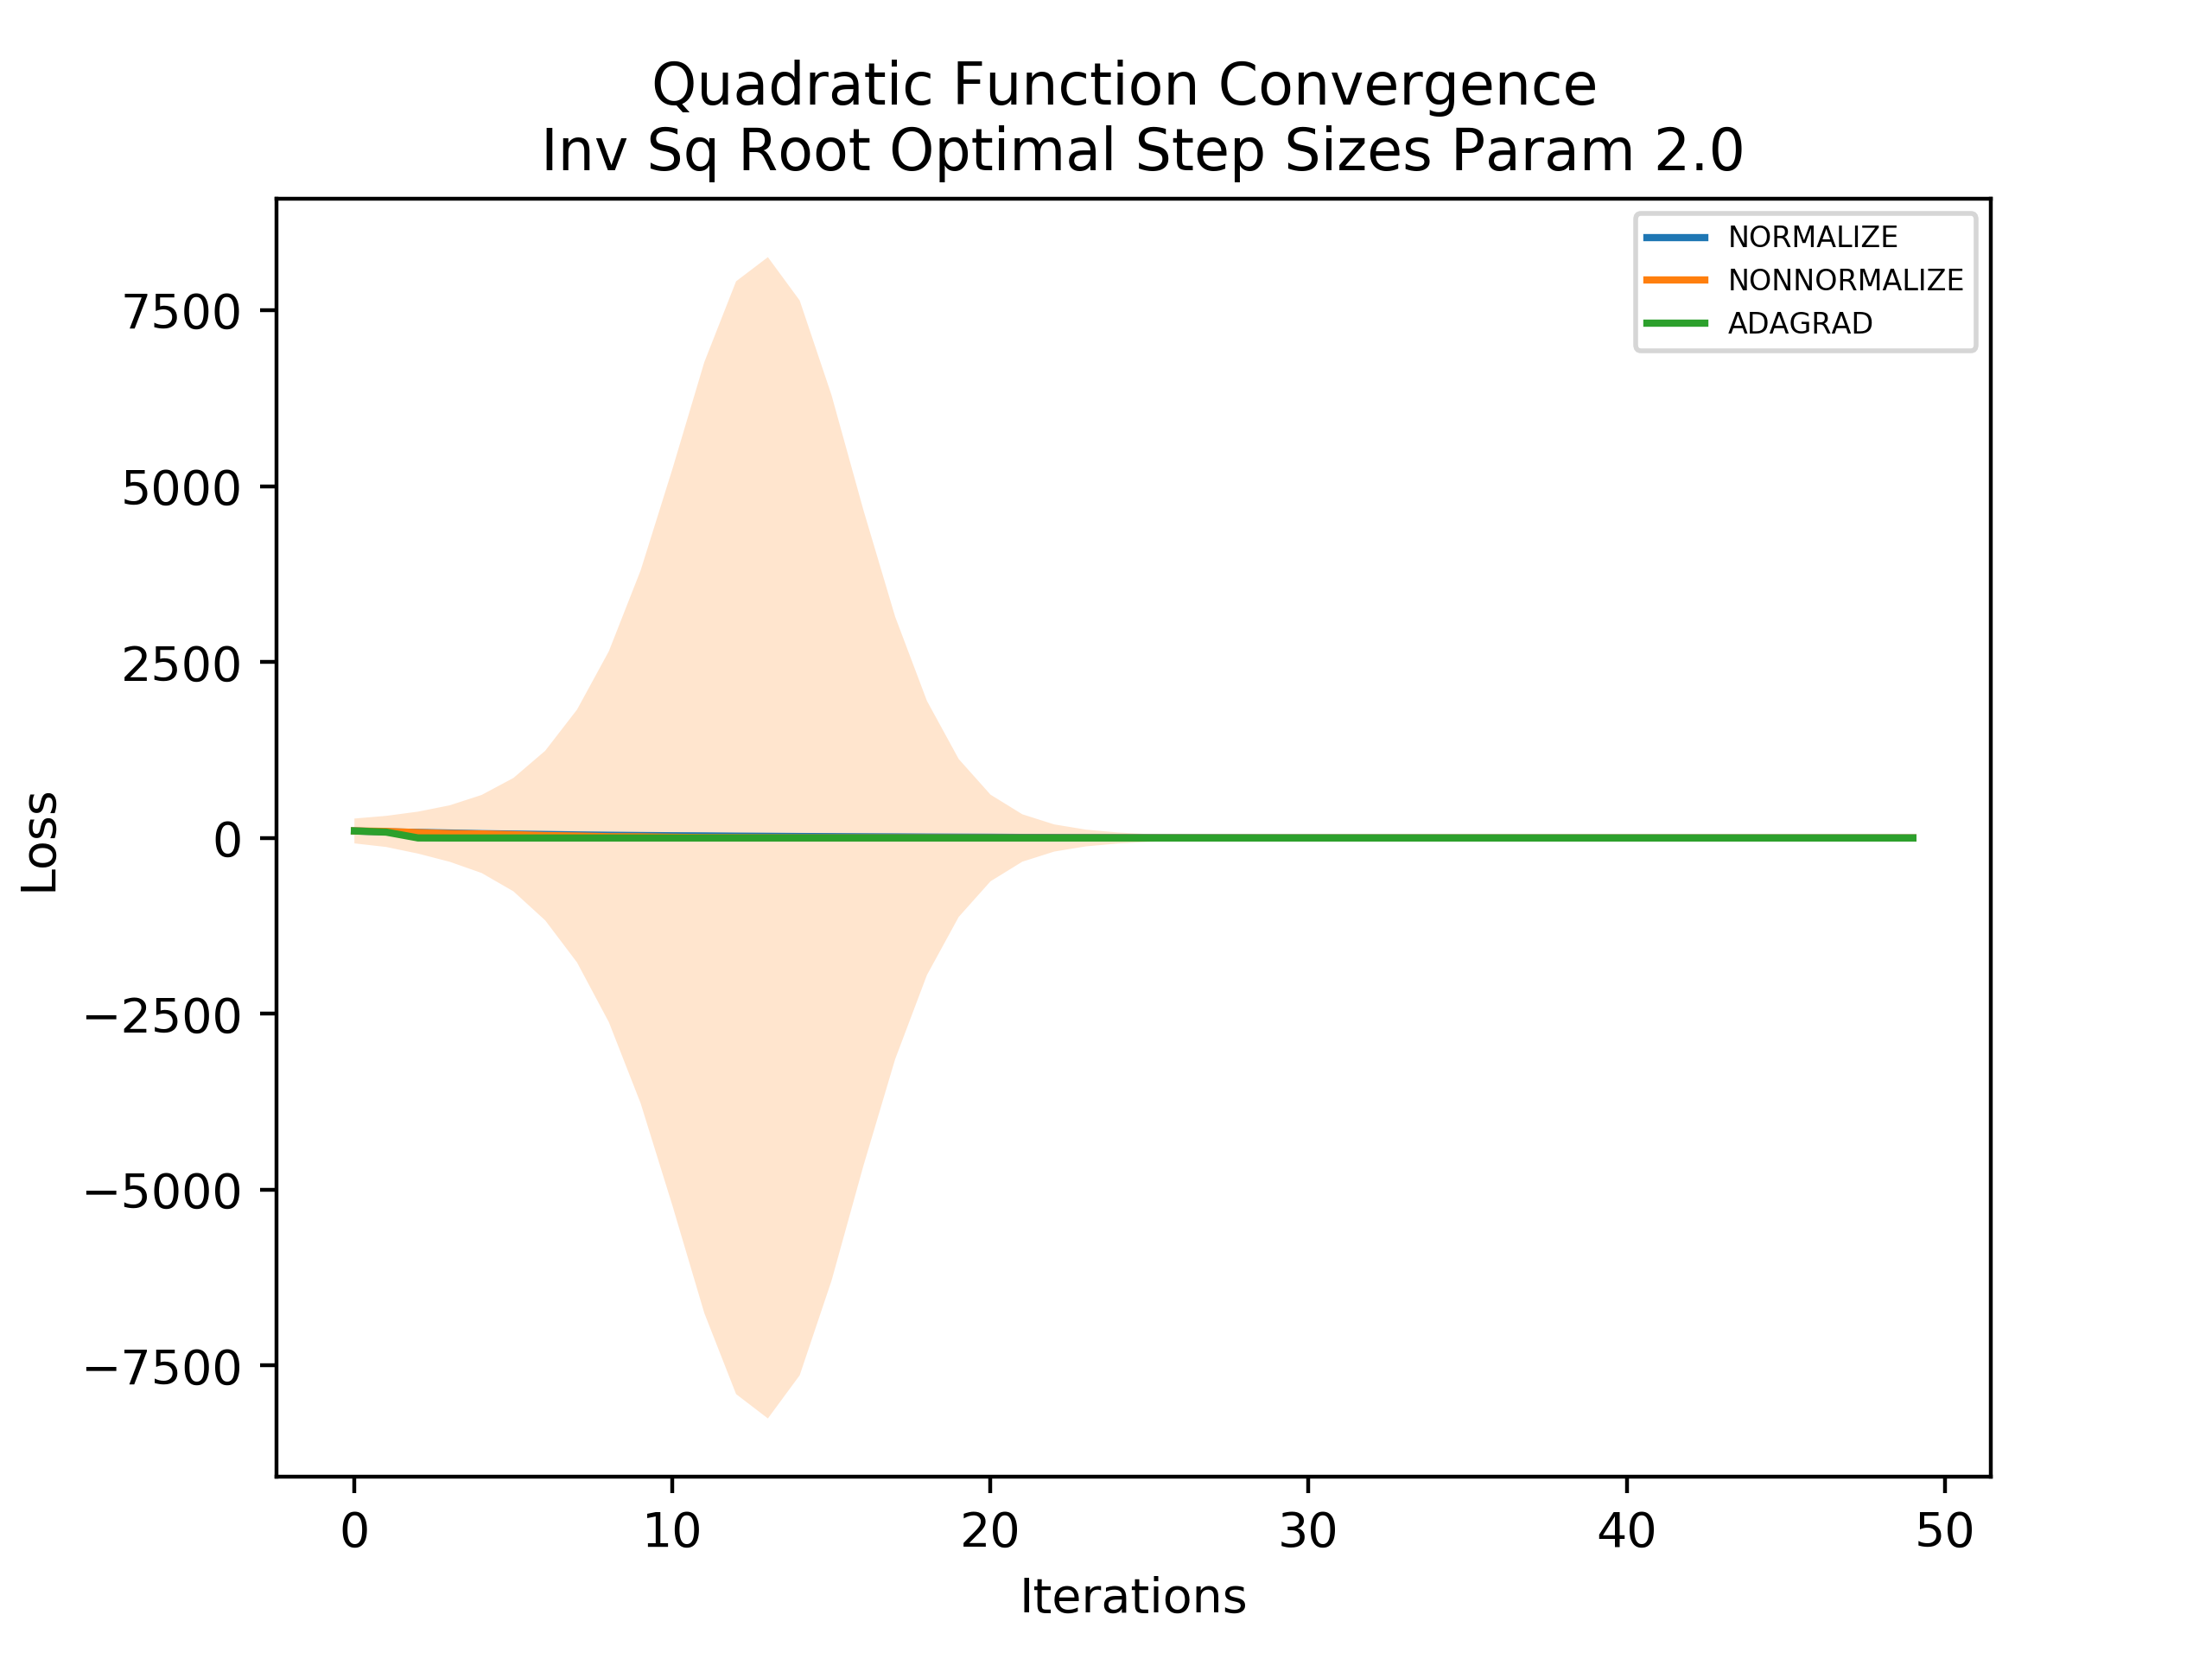 Quadratic Function Convergence
Inv Sq Root Optimal Step Sizes Param 2.0
NORMALIZE
NONNORMALIZE
ADAGRAD
7500
5000
2500
0
−2500
−5000
−7500
Loss
0 10 20 30 40 50
Iterations